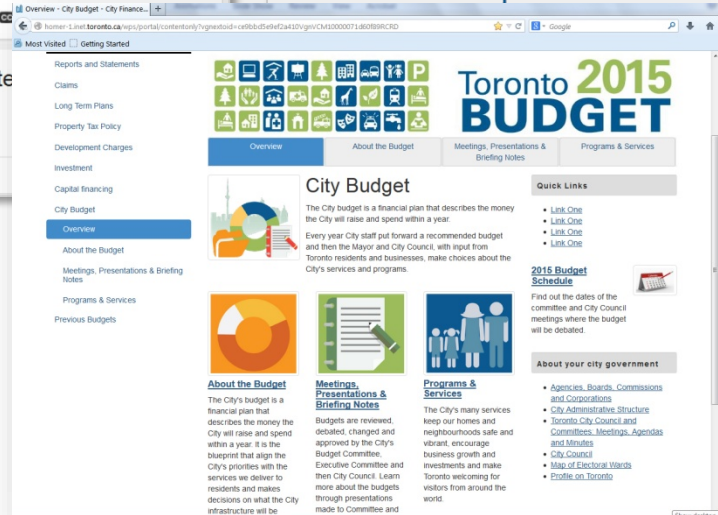 Overview - City Budget - City Finance...
homer-1.inet.toronto.ca/wps/portal/contentonly?vgnextoid=ce9bbd5e9ef2a410VgnVCM10000071d60f89RCRD
Google
Most Visited Getting Started
Reports and Statements
Claims
Long Term Plans
Property Tax Policy
Development Charges
Investment
Capital financing
City Budget
Overview
About the Budget
Meetings, Presentations & Briefing
Notes
Programs & Services
Previous Budgets
P
Toronto 2015
BUDGET
Overview
About the Budget
Meetings, Presentations &
Briefing Notes
Programs & Services
City Budget
The City budget is a financial plan that describes the money
the City will raise and spend within a year.
Every year City staff put forward a recommended budget
and then the Mayor and City Council, with input from
Toronto residents and businesses, make choices about the
City's services and programs.
About the Budget
The City's budget is a
financial plan that
describes the money the
City will raise and spend
within a year. It is the
blueprint that align the
City's priorities with the
services we deliver to
residents and makes
decisions on what the City
infrastructure will be
Meetings,
Presentations &
Briefing Notes
Budgets are reviewed,
debated, changed and
approved by the City's
Budget Committee,
Executive Committee and
then City Council. Learn
more about the budgets
through presentations
made to Committee and
Programs &
Services
The City's many services
keep our homes and
neighbourhoods safe and
vibrant, encourage
business growth and
investments and make
Toronto welcoming for
visitors from around the
world.
Quick Links
Link One
Link One
Link One
Link One
2015 Budget
Schedule
Find out the dates of the
committee and City Council
meetings where the budget
will be debated.
About your city government
Agencies, Boards, Commissions
and Corporations
City Administrative Structure
Toronto City Council and
Committees, Meetings, Agendas
and Minutes
City Council
Map of Electoral Wards
Profile on Toronto